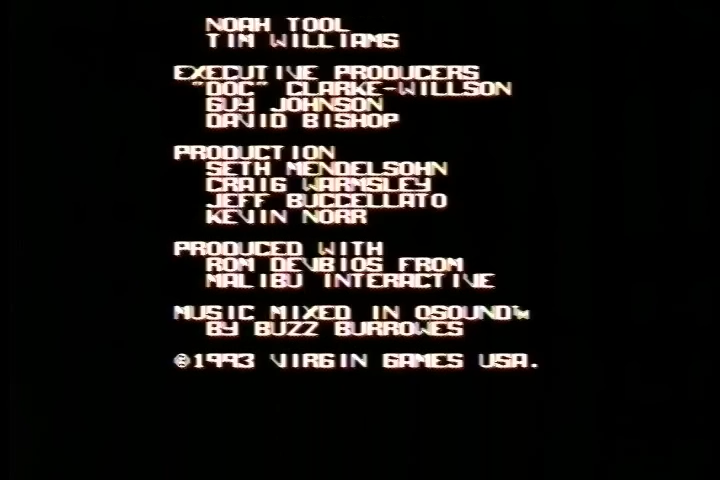 NOAH TOOL
TIM WILLIAMS
EXECUTIVE PRODUCERS
"DOC" CLARKE-WILLSON
GUY JOHNSON
DAVID BISHOP
PRODUCTION
SETH MENDELSOHN
CRAIG WARMSLEY
JEFF BUCCELLATO
KEVIN NORR
PRODUCED WITH
ROM DEVBIOS FROM
MALIBU INTERACTIVE
MUSIC MIXED IN QSOUND™
BY BUZZ BURROWES
©1993 VIRGIN GAMES USA.